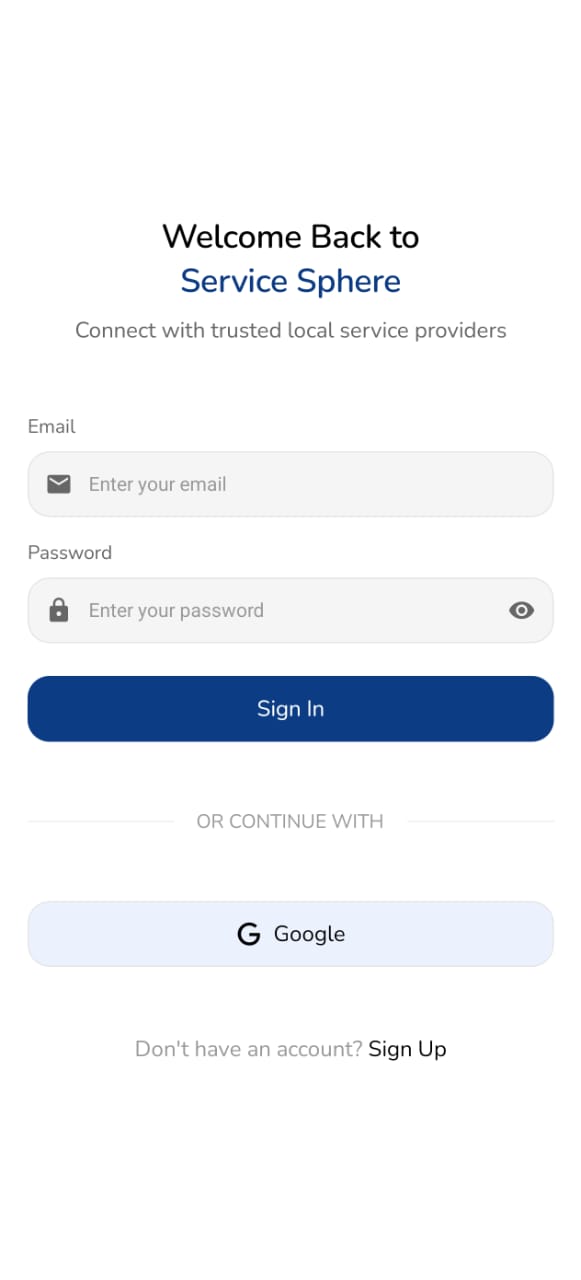 Welcome Back to
Service Sphere
Connect with trusted local service providers
Email
Enter your email
Password
Enter your password
Sign In
OR CONTINUE WITH
Google
Don't have an account? Sign Up